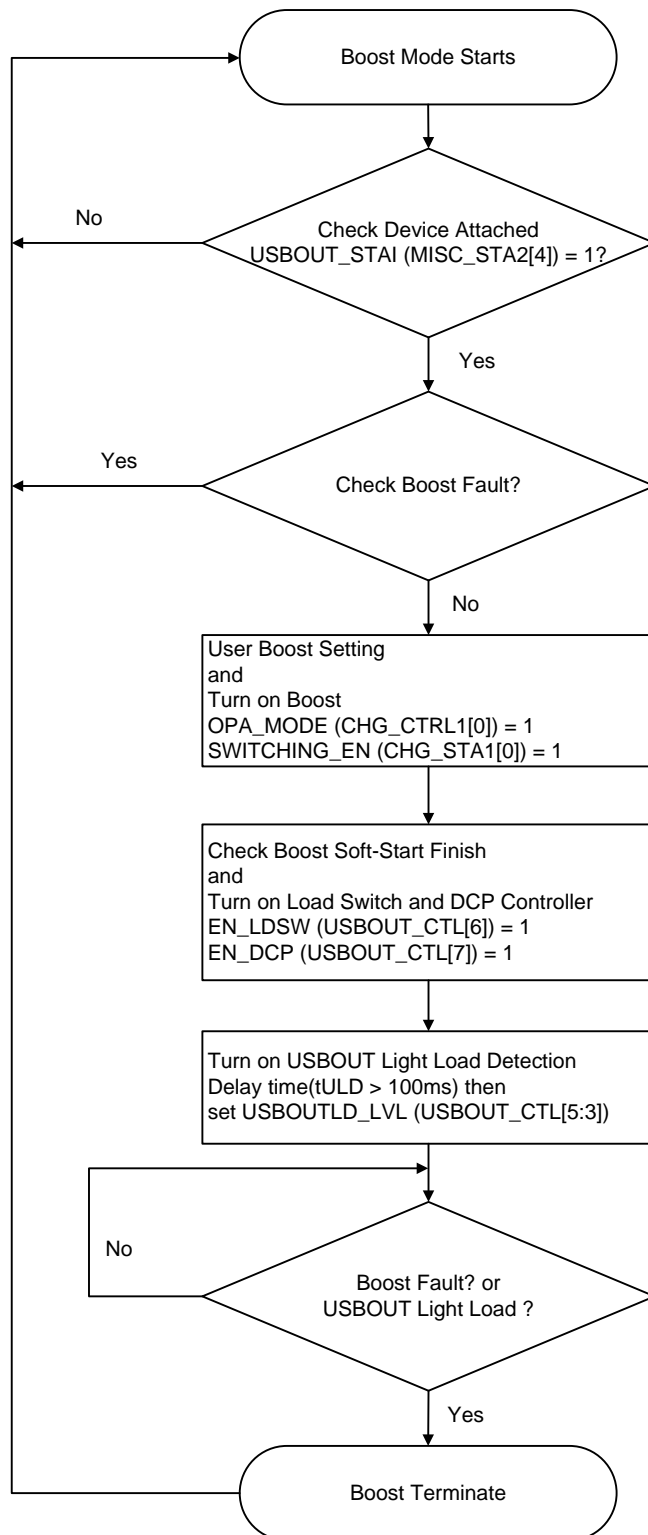 Boost Mode Starts
No
Check Device Attached
USBOUT_STAI (MISC_STA2[4]) = 1?
Yes
Yes
Check Boost Fault?
No
User Boost Setting
and
Turn on Boost
OPA_MODE (CHG_CTRL1[0]) = 1
SWITCHING_EN (CHG_STA1[0]) = 1
Check Boost Soft-Start Finish
and
Turn on Load Switch and DCP Controller
EN_LDSW (USBOUT_CTL[6]) = 1
EN_DCP (USBOUT_CTL[7]) = 1
Turn on USBOUT Light Load Detection
Delay time(tULD > 100ms) then
set USBOUTLD_LVL (USBOUT_CTL[5:3])
No
Boost Fault? or
USBOUT Light Load ?
Yes
Boost Terminate